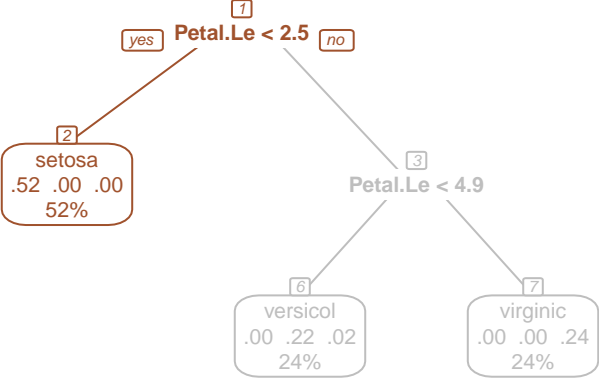 1
yes Petal.Le < 2.5 no
2
setosa
.52 .00 .00
52%
3
Petal.Le < 4.9
6
versicol
.00 .22 .02
24%
7
virginic
.00 .00 .24
24%